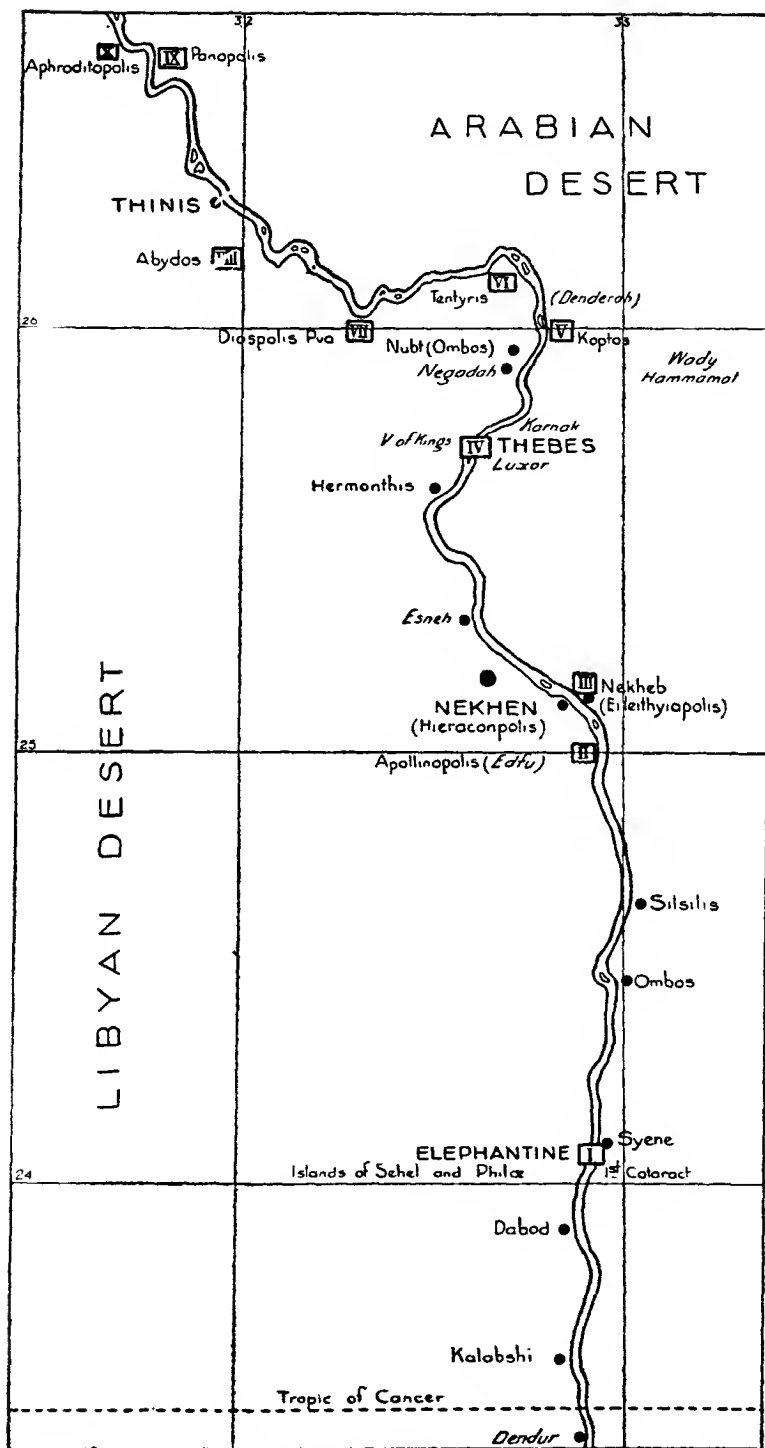 32
33
X
IX
Panopolis
Aphroditopolis
ARABIAN
DESERT
THINIS
Abydos
VIII
VI
Tentyris
(Denderah)
26
VII
Diospolis Pva
V
Koptos
Nubt (Ombos)
Negadah
Wady
Hammamat
Karnak
V of Kings
IV
THEBES
Luxor
Hermonthis
Esneh
LIBYAN DESERT
III
Nekheb
(Eileithyiapolis)
NEKHEN
(Hieraconpolis)
25
Apollinopolis (Edfu)
II
Silsilis
Ombos
Syene
ELEPHANTINE
I
Islands of Sehel and Philæ
1st Cataract
24
Dabod
Kalabshi
Tropic of Cancer
Dendur